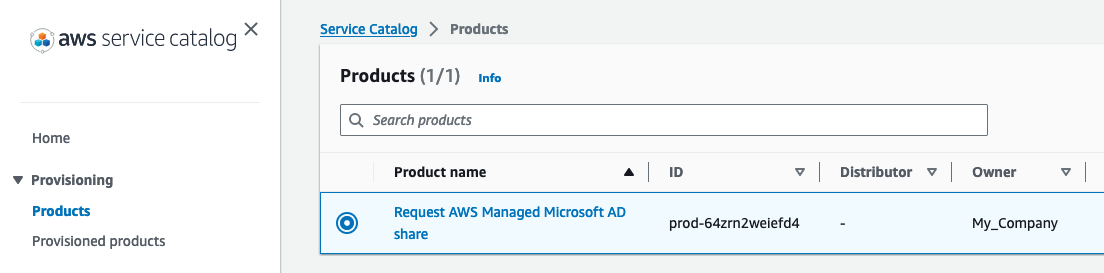 aws service catalog
Service Catalog > Products
Products (1/1) Info
Search products
Home
Provisioning
Products
Provisioned products
Product name ID Distributor Owner
Request AWS Managed Microsoft AD
share
prod-64zrn2weiefd4 - My_Company